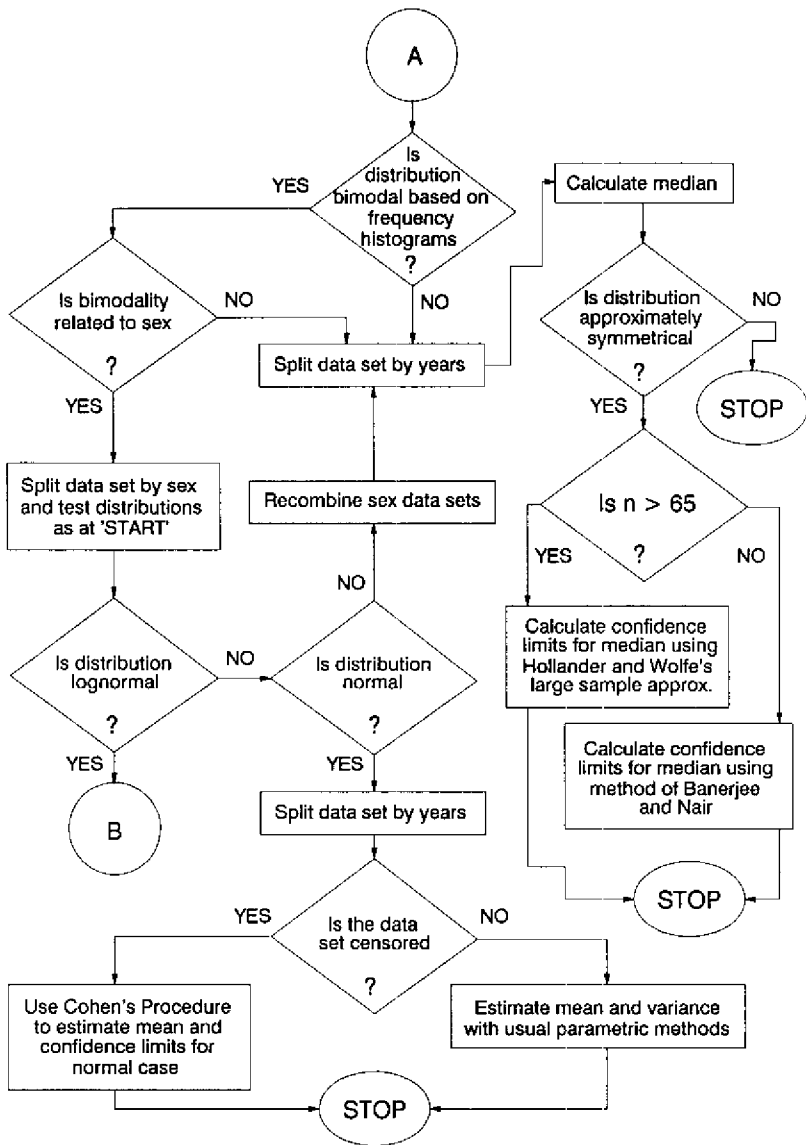 A
Is
distribution
bimodal based on
frequency
histograms
?
YES
NO
Calculate median
Is bimodality
related to sex
?
NO
YES
Split data set by years
Is distribution
approximately
symmetrical
?
NO
STOP
YES
Split data set by sex
and test distributions
as at 'START'
Recombine sex data sets
Is n > 65
?
YES
NO
NO
Is distribution
lognormal
?
NO
YES
Is distribution
normal
?
YES
Calculate confidence
limits for median using
Hollander and Wolfe's
large sample approx.
Calculate confidence
limits for median using
method of Banerjee
and Nair
B
Split data set by years
STOP
Is the data
set censored
?
YES
NO
Use Cohen's Procedure
to estimate mean and
confidence limits for
normal case
Estimate mean and variance
with usual parametric methods
STOP